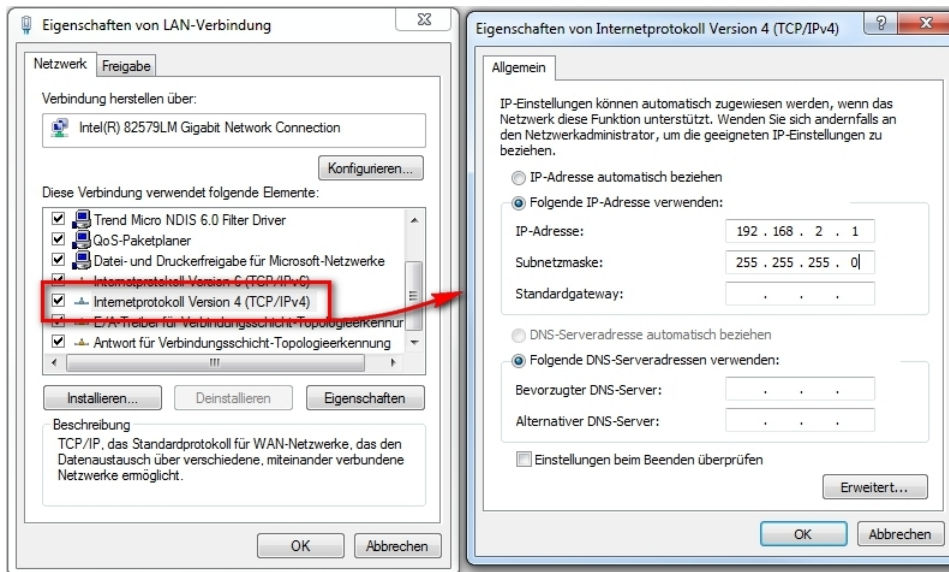 Eigenschaften von LAN-Verbindung
Netzwerk
Freigabe
Verbindung herstellen über:
Intel(R) 82579LM Gigabit Network Connection
Konfigurieren...
Diese Verbindung verwendet folgende Elemente:
Trend Micro NDIS 6.0 Filter Driver
QoS-Paketplaner
Datei- und Druckerfreigabe für Microsoft-Netzwerke
Internetprotokoll Version 6 (TCP/IPv6)
Internetprotokoll Version 4 (TCP/IPv4)
E/A-Treiber für Verbindungsschicht-Topologieerkennur
Antwort für Verbindungsschicht-Topologieerkennung
Installieren...
Deinstallieren
Eigenschaften
Beschreibung
TCP/IP, das Standardprotokoll für WAN-Netzwerke, das den
Datenaustausch über verschiedene, miteinander verbundene
Netzwerke ermöglicht.
OK
Abbrechen
Eigenschaften von Internetprotokoll Version 4 (TCP/IPv4)
Allgemein
IP-Einstellungen können automatisch zugewiesen werden, wenn das
Netzwerk diese Funktion unterstützt. Wenden Sie sich andernfalls an
den Netzwerkadministrator, um die geeigneten IP-Einstellungen zu
beziehen.
IP-Adresse automatisch beziehen
Folgende IP-Adresse verwenden:
IP-Adresse: 192 . 168 . 2 . 1
Subnetzmaske: 255 . 255 . 255 . 0
Standardgateway: . . .
DNS-Serveradresse automatisch beziehen
Folgende DNS-Serveradressen verwenden:
Bevorzugter DNS-Server: . . .
Alternativer DNS-Server: . . .
Einstellungen beim Beenden überprüfen
Erweitert...
OK
Abbrechen